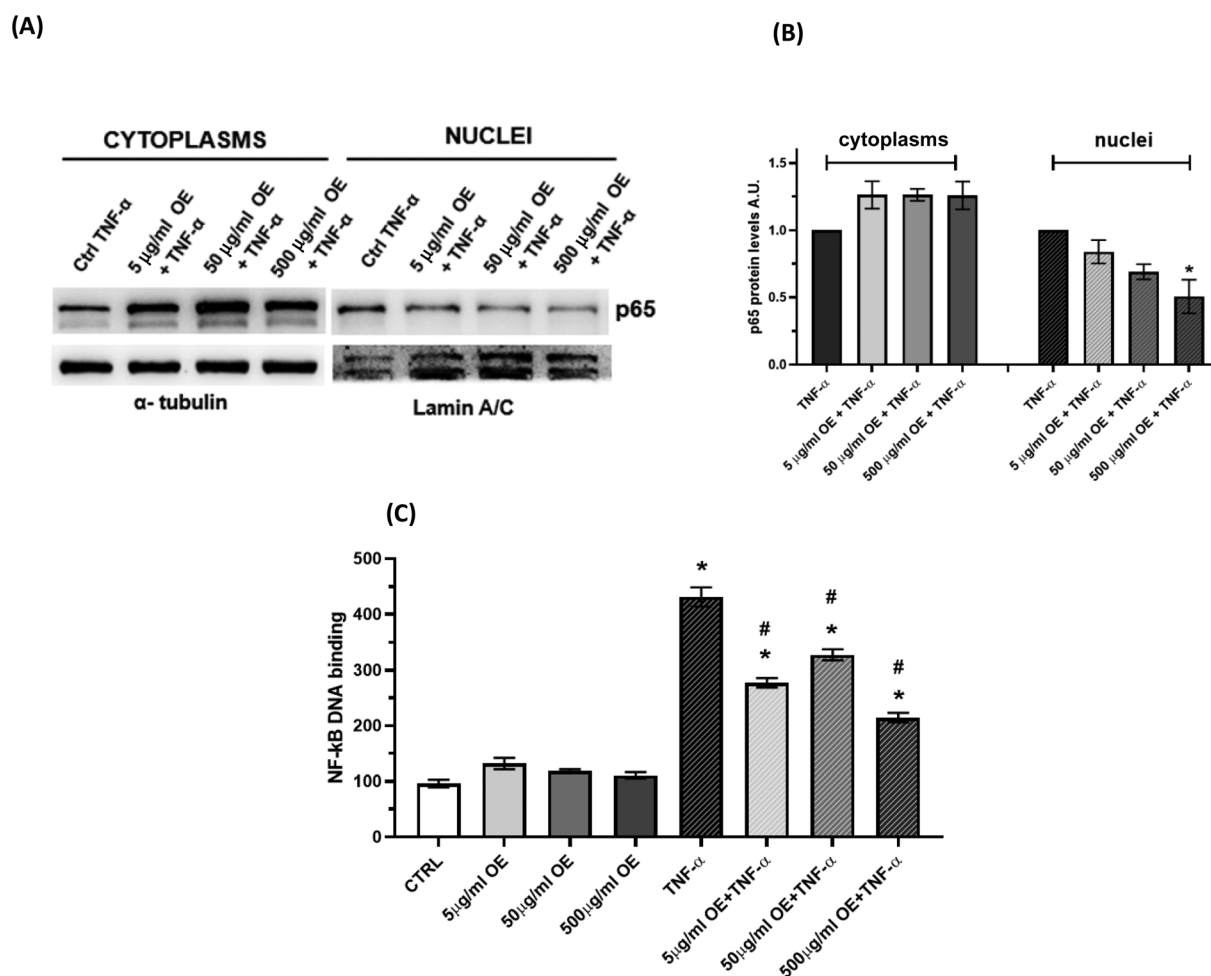 (A)
CYTOPLASMS
NUCLEI
Ctrl TNF-α
5 µg/ml OE
+ TNF-α
50 µg/ml OE
+ TNF-α
500 µg/ml OE
+ TNF-α
Ctrl TNF-α
5 µg/ml OE
+ TNF-α
50 µg/ml OE
+ TNF-α
500 µg/ml OE
+ TNF-α
p65
α- tubulin
Lamin A/C
(B)
cytoplasms
nuclei
p65 protein levels A.U.
1.5
1.0
0.5
0.0
*
TNF-α
5 µg/ml OE + TNF-α
50 µg/ml OE + TNF-α
500 µg/ml OE + TNF-α
TNF-α
5 µg/ml OE + TNF-α
50 µg/ml OE + TNF-α
500 µg/ml OE + TNF-α
(C)
NF-kB DNA binding
500
400
300
200
100
0
*
#
*
#
*
#
*
CTRL
5µg/ml OE
50µg/ml OE
500µg/ml OE
TNF-α
5µg/ml OE+TNF-α
50µg/ml OE+TNF-α
500µg/ml OE+TNF-α